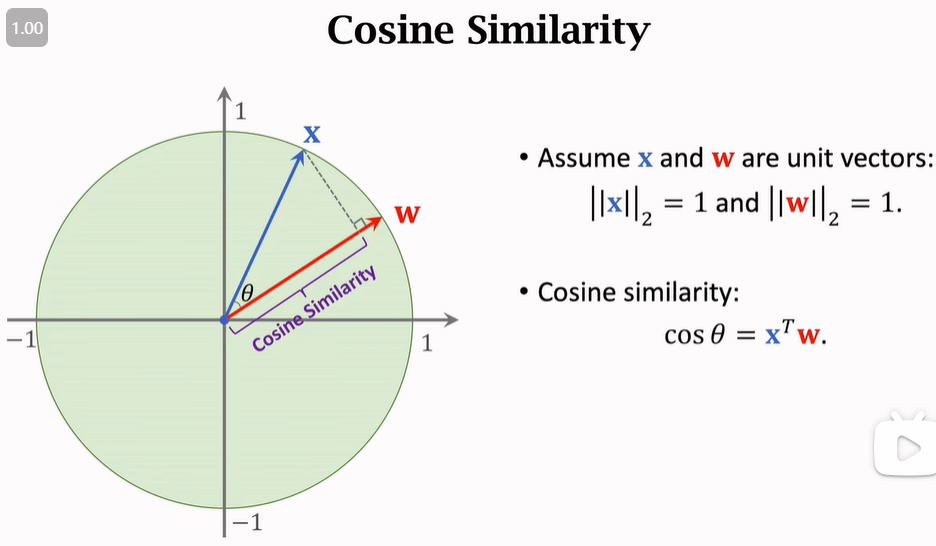 1.00
Cosine Similarity
1
x
w
θ
Cosine Similarity
−1
1
−1
• Assume x and w are unit vectors:
||x||₂ = 1 and ||w||₂ = 1.
• Cosine similarity:
cos θ = xᵀw.